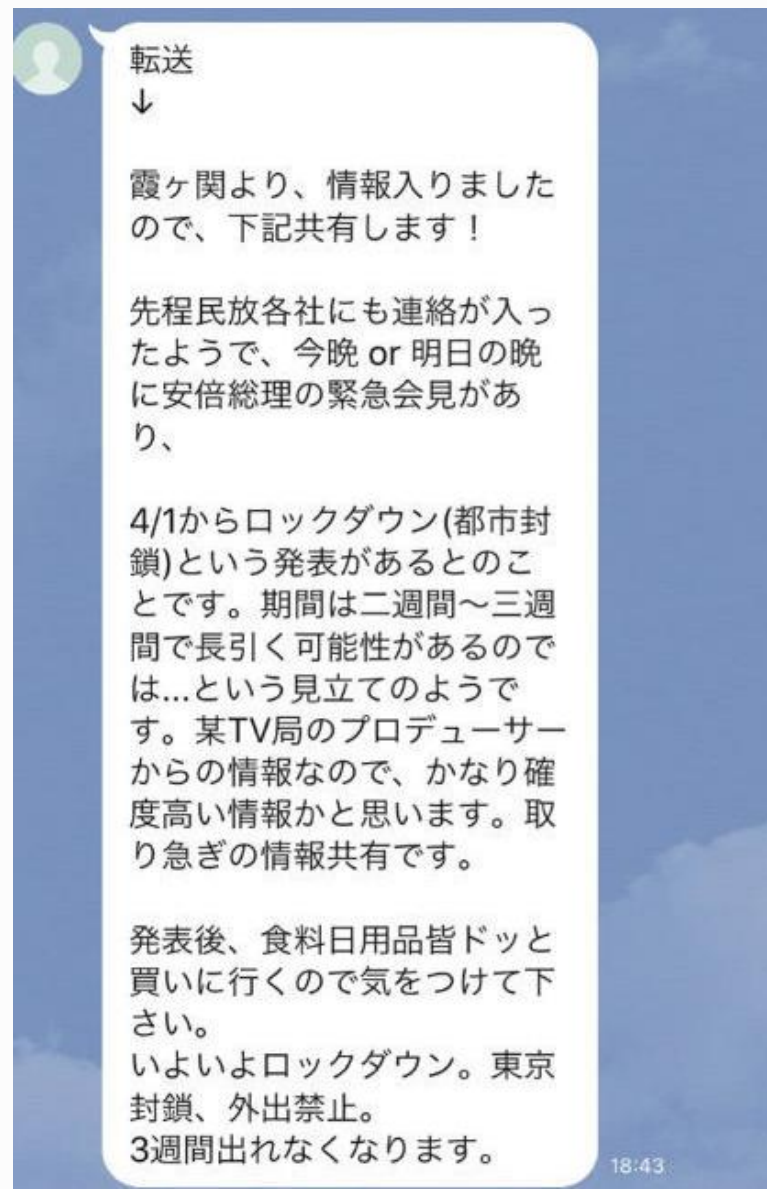 転送
↓
霞ヶ関より、情報入りました
ので、下記共有します！
先程民放各社にも連絡が入っ
たようで、今晩 or 明日の晩
に安倍総理の緊急会見があ
り、
4/1からロックダウン(都市封
鎖)という発表があるとのこ
とです。期間は二週間〜三週
間で長引く可能性があるので
は...という見立てのようで
す。某TV局のプロデューサー
からの情報なので、かなり確
度高い情報かと思います。取
り急ぎの情報共有です。
発表後、食料日用品皆ドッと
買いに行くので気をつけて下
さい。
いよいよロックダウン。東京
封鎖、外出禁止。
3週間出れなくなります。
18:43